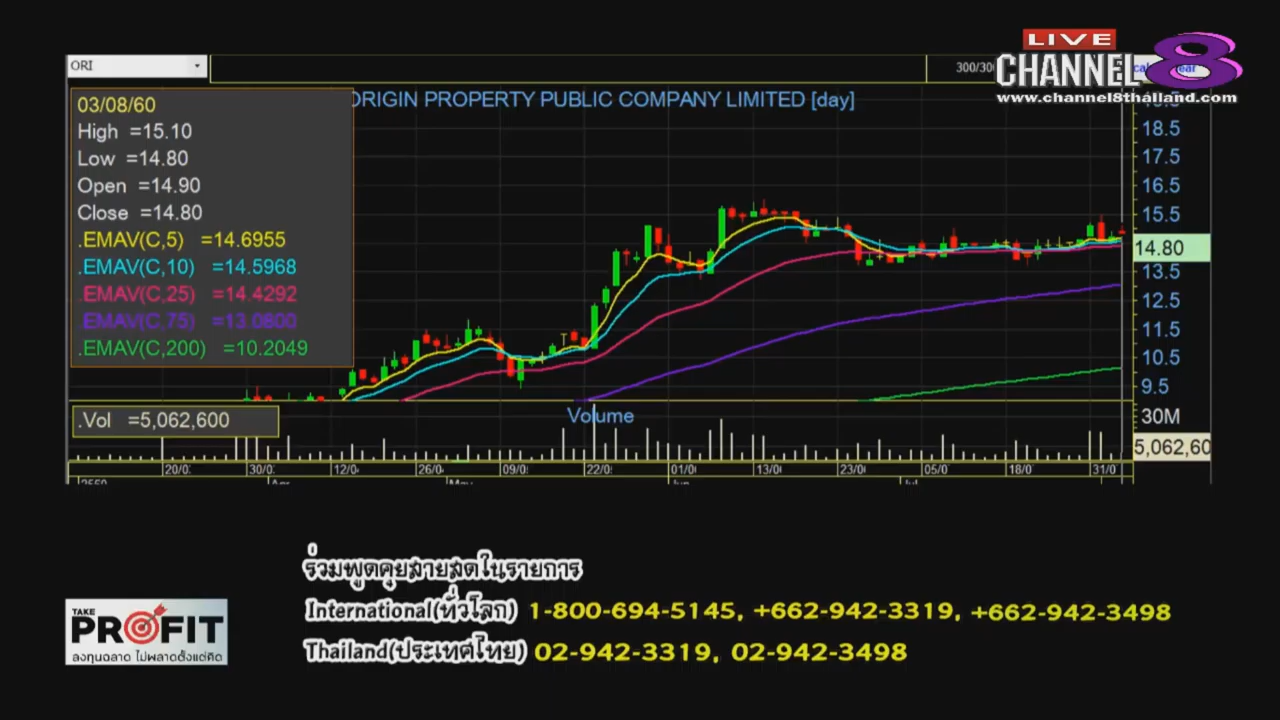 LIVE
CHANNEL 8
www.channel8thailand.com
ORI
300/300
ORIGIN PROPERTY PUBLIC COMPANY LIMITED [day]
03/08/60
High =15.10
Low =14.80
Open =14.90
Close =14.80
.EMAV(C,5) =14.6955
.EMAV(C,10) =14.5968
.EMAV(C,25) =14.4292
.EMAV(C,75) =13.0800
.EMAV(C,200) =10.2049
18.5
17.5
16.5
15.5
14.80
13.5
12.5
11.5
10.5
9.5
.Vol =5,062,600
Volume
30M
5,062,60
20/0 30/0 12/0 26/0 09/0 22/0 01/0 13/0 23/0 05/0 18/0 31/0
2560 Apr May Jun Jul
ร่วมพูดคุยสายสดในรายการ
International(ทั่วโลก) 1-800-694-5145, +662-942-3319, +662-942-3498
Thailand(ประเทศไทย) 02-942-3319, 02-942-3498
TAKE
PROFIT
ลงทุนฉลาด ไม่พลาดตั้งแต่คิด